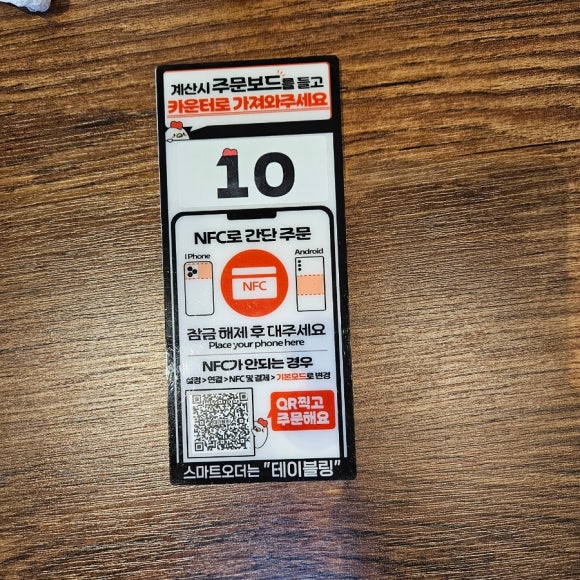 계산시 주문보드를 들고
카운터로 가져와주세요
10
NFC로 간단 주문
IPhone
Android
NFC
잠금 해제 후 대주세요
Place your phone here
NFC가 안되는 경우
설정 > 연결 > NFC 및 결제 > 기본모드로 변경
QR찍고
주문해요
스마트오더는 "테이블링"